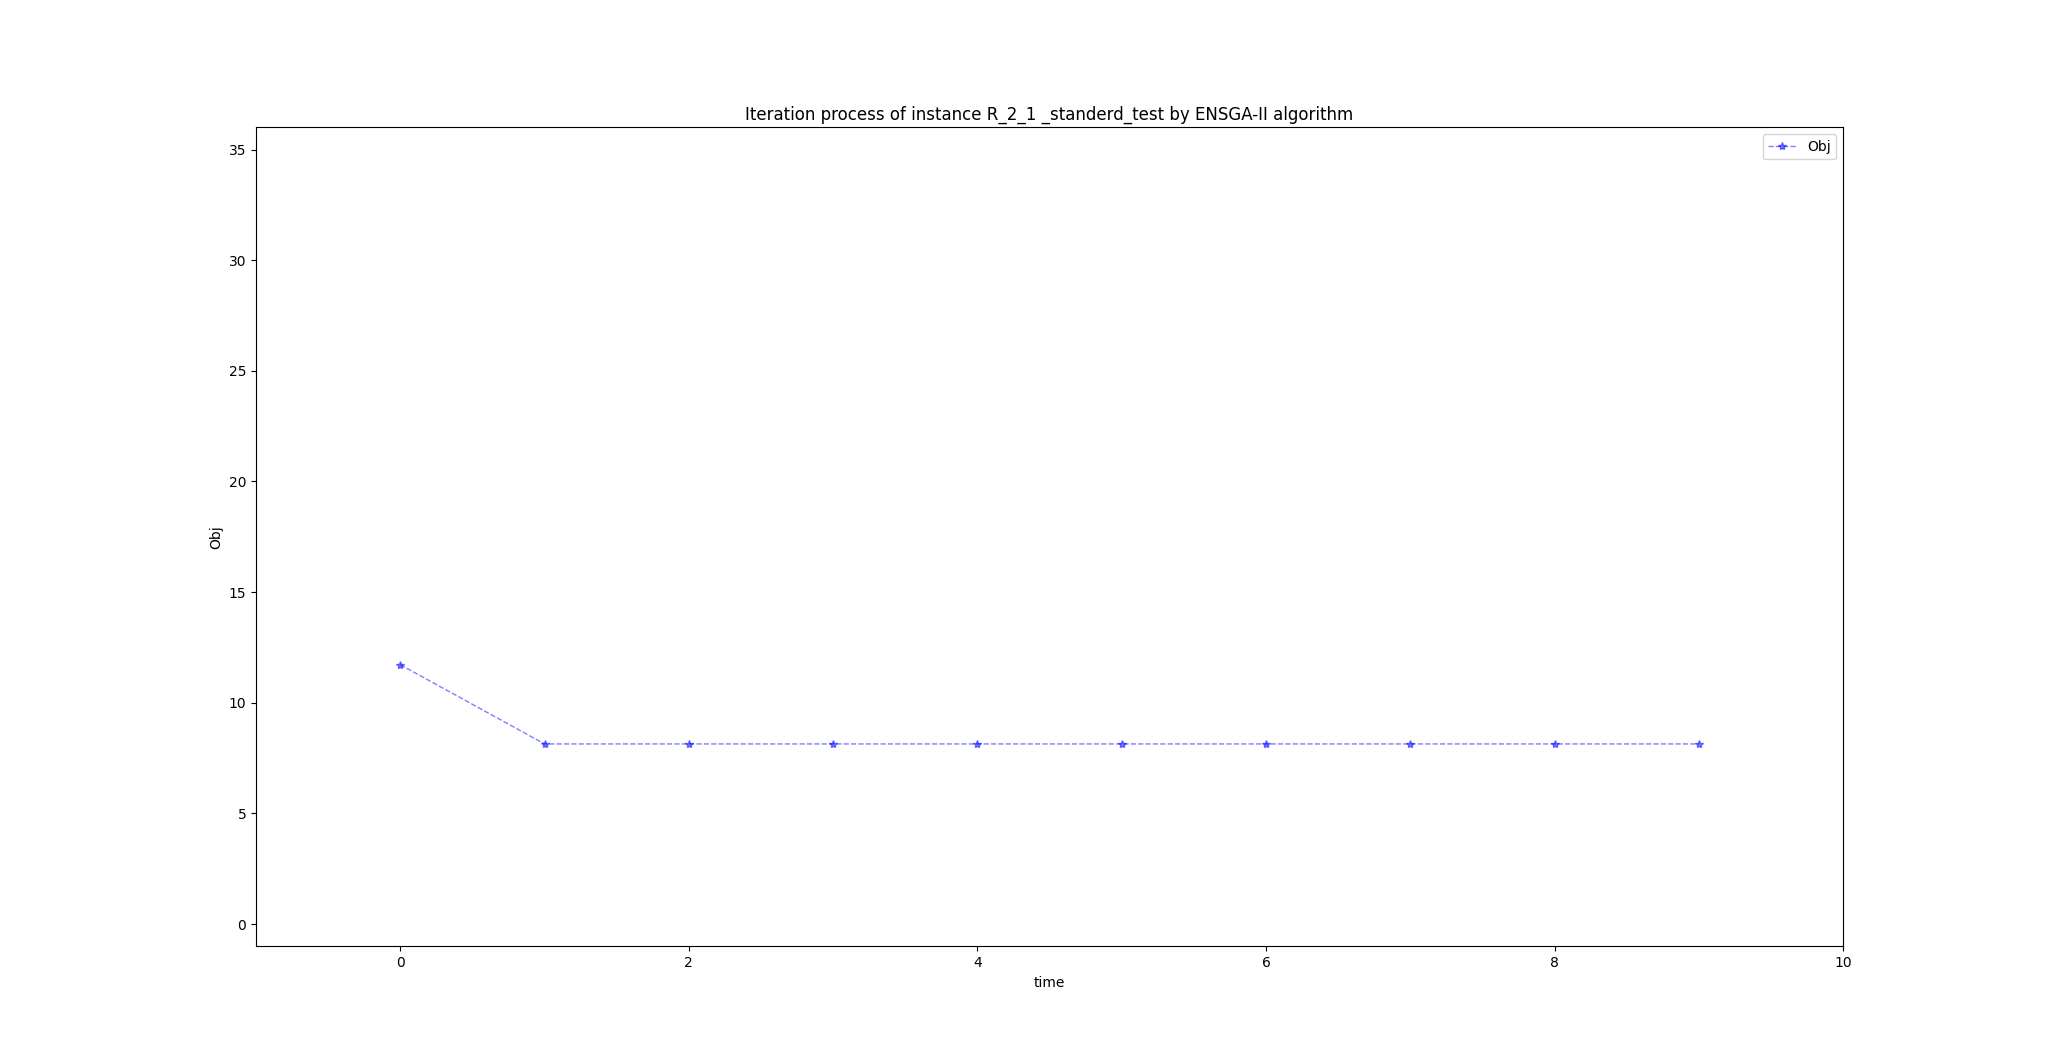 Iteration process of instance R_2_1 _standerd_test by ENSGA-II algorithm
Obj
35
30
25
20
15
10
5
0
Obj
0 2 4 6 8 10
time